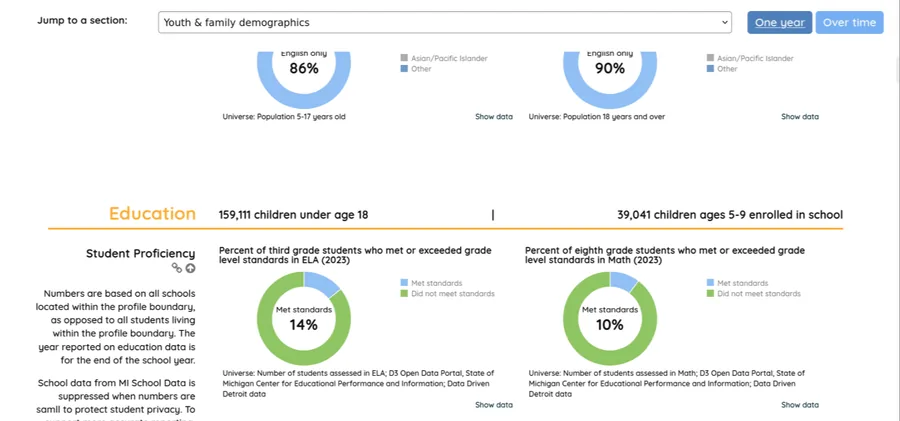 Jump to a section:
Youth & family demographics
One year
Over time
English only
86%
Asian/Pacific Islander
Other
English only
90%
Asian/Pacific Islander
Other
Universe: Population 5-17 years old
Show data
Universe: Population 18 years and over
Show data
Education
159,111 children under age 18
|
39,041 children ages 5-9 enrolled in school
Student Proficiency
Numbers are based on all schools
located within the profile boundary,
as opposed to all students living
within the profile boundary. The
year reported on education data is
for the end of the school year.
School data from MI School Data is
suppressed when numbers are
samll to protect student privacy. To
Percent of third grade students who met or exceeded grade
level standards in ELA (2023)
Met standards
14%
Met standards
Did not meet standards
Universe: Number of students assessed in ELA; D3 Open Data Portal, State of
Michigan Center for Educational Performance and Information; Data Driven
Detroit data
Show data
Percent of eighth grade students who met or exceeded grade
level standards in Math (2023)
Met standards
10%
Met standards
Did not meet standards
Universe: Number of students assessed in Math; D3 Open Data Portal, State of
Michigan Center for Educational Performance and Information; Data Driven
Detroit data
Show data